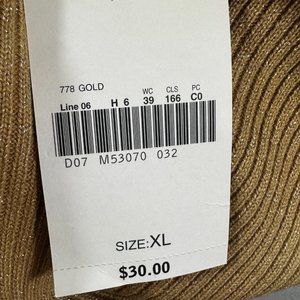 778 GOLD
WC CLS PC
Line 06 H 6 39 166 C0
D07 M53070 032
SIZE: XL
$30.00